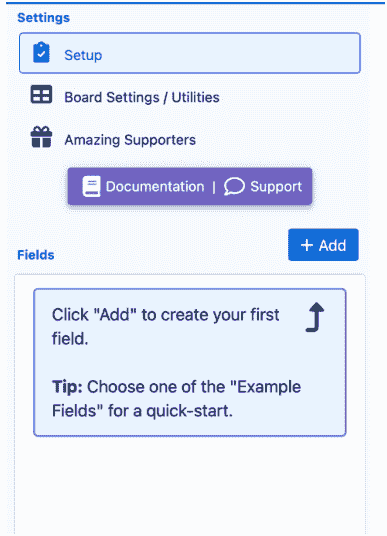 Settings
Setup
Board Settings / Utilities
Amazing Supporters
Documentation | Support
+ Add
Fields
Click "Add" to create your first
field.
Tip: Choose one of the "Example
Fields" for a quick-start.